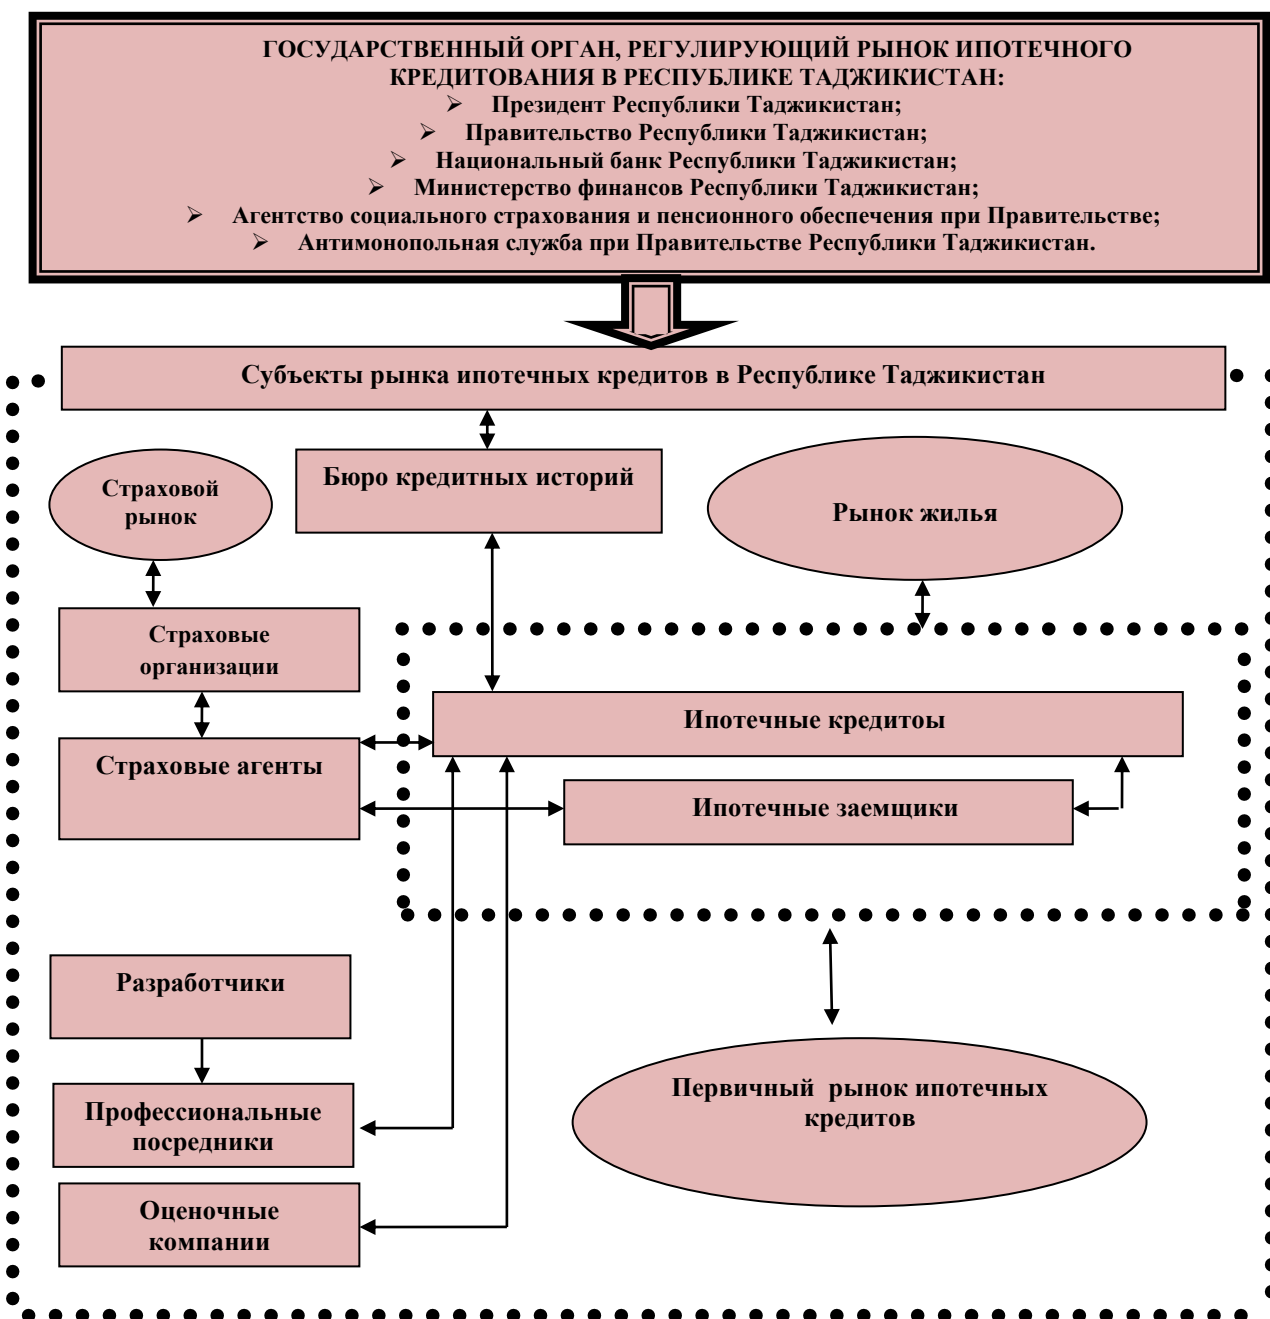 ГОСУДАРСТВЕННЫЙ ОРГАН, РЕГУЛИРУЮЩИЙ РЫНОК ИПОТЕЧНОГО
КРЕДИТОВАНИЯ В РЕСПУБЛИКЕ ТАДЖИКИСТАН:
➢ Президент Республики Таджикистан;
➢ Правительство Республики Таджикистан;
➢ Национальный банк Республики Таджикистан;
➢ Министерство финансов Республики Таджикистан;
➢ Агентство социального страхования и пенсионного обеспечения при Правительстве;
➢ Антимонопольная служба при Правительстве Республики Таджикистан.
Субъекты рынка ипотечных кредитов в Республике Таджикистан
Бюро кредитных историй
Страховой
рынок
Рынок жилья
Страховые
организации
Ипотечные кредитоы
Страховые агенты
Ипотечные заемщики
Разработчики
Первичный рынок ипотечных
кредитов
Профессиональные
посредники
Оценочные
компании